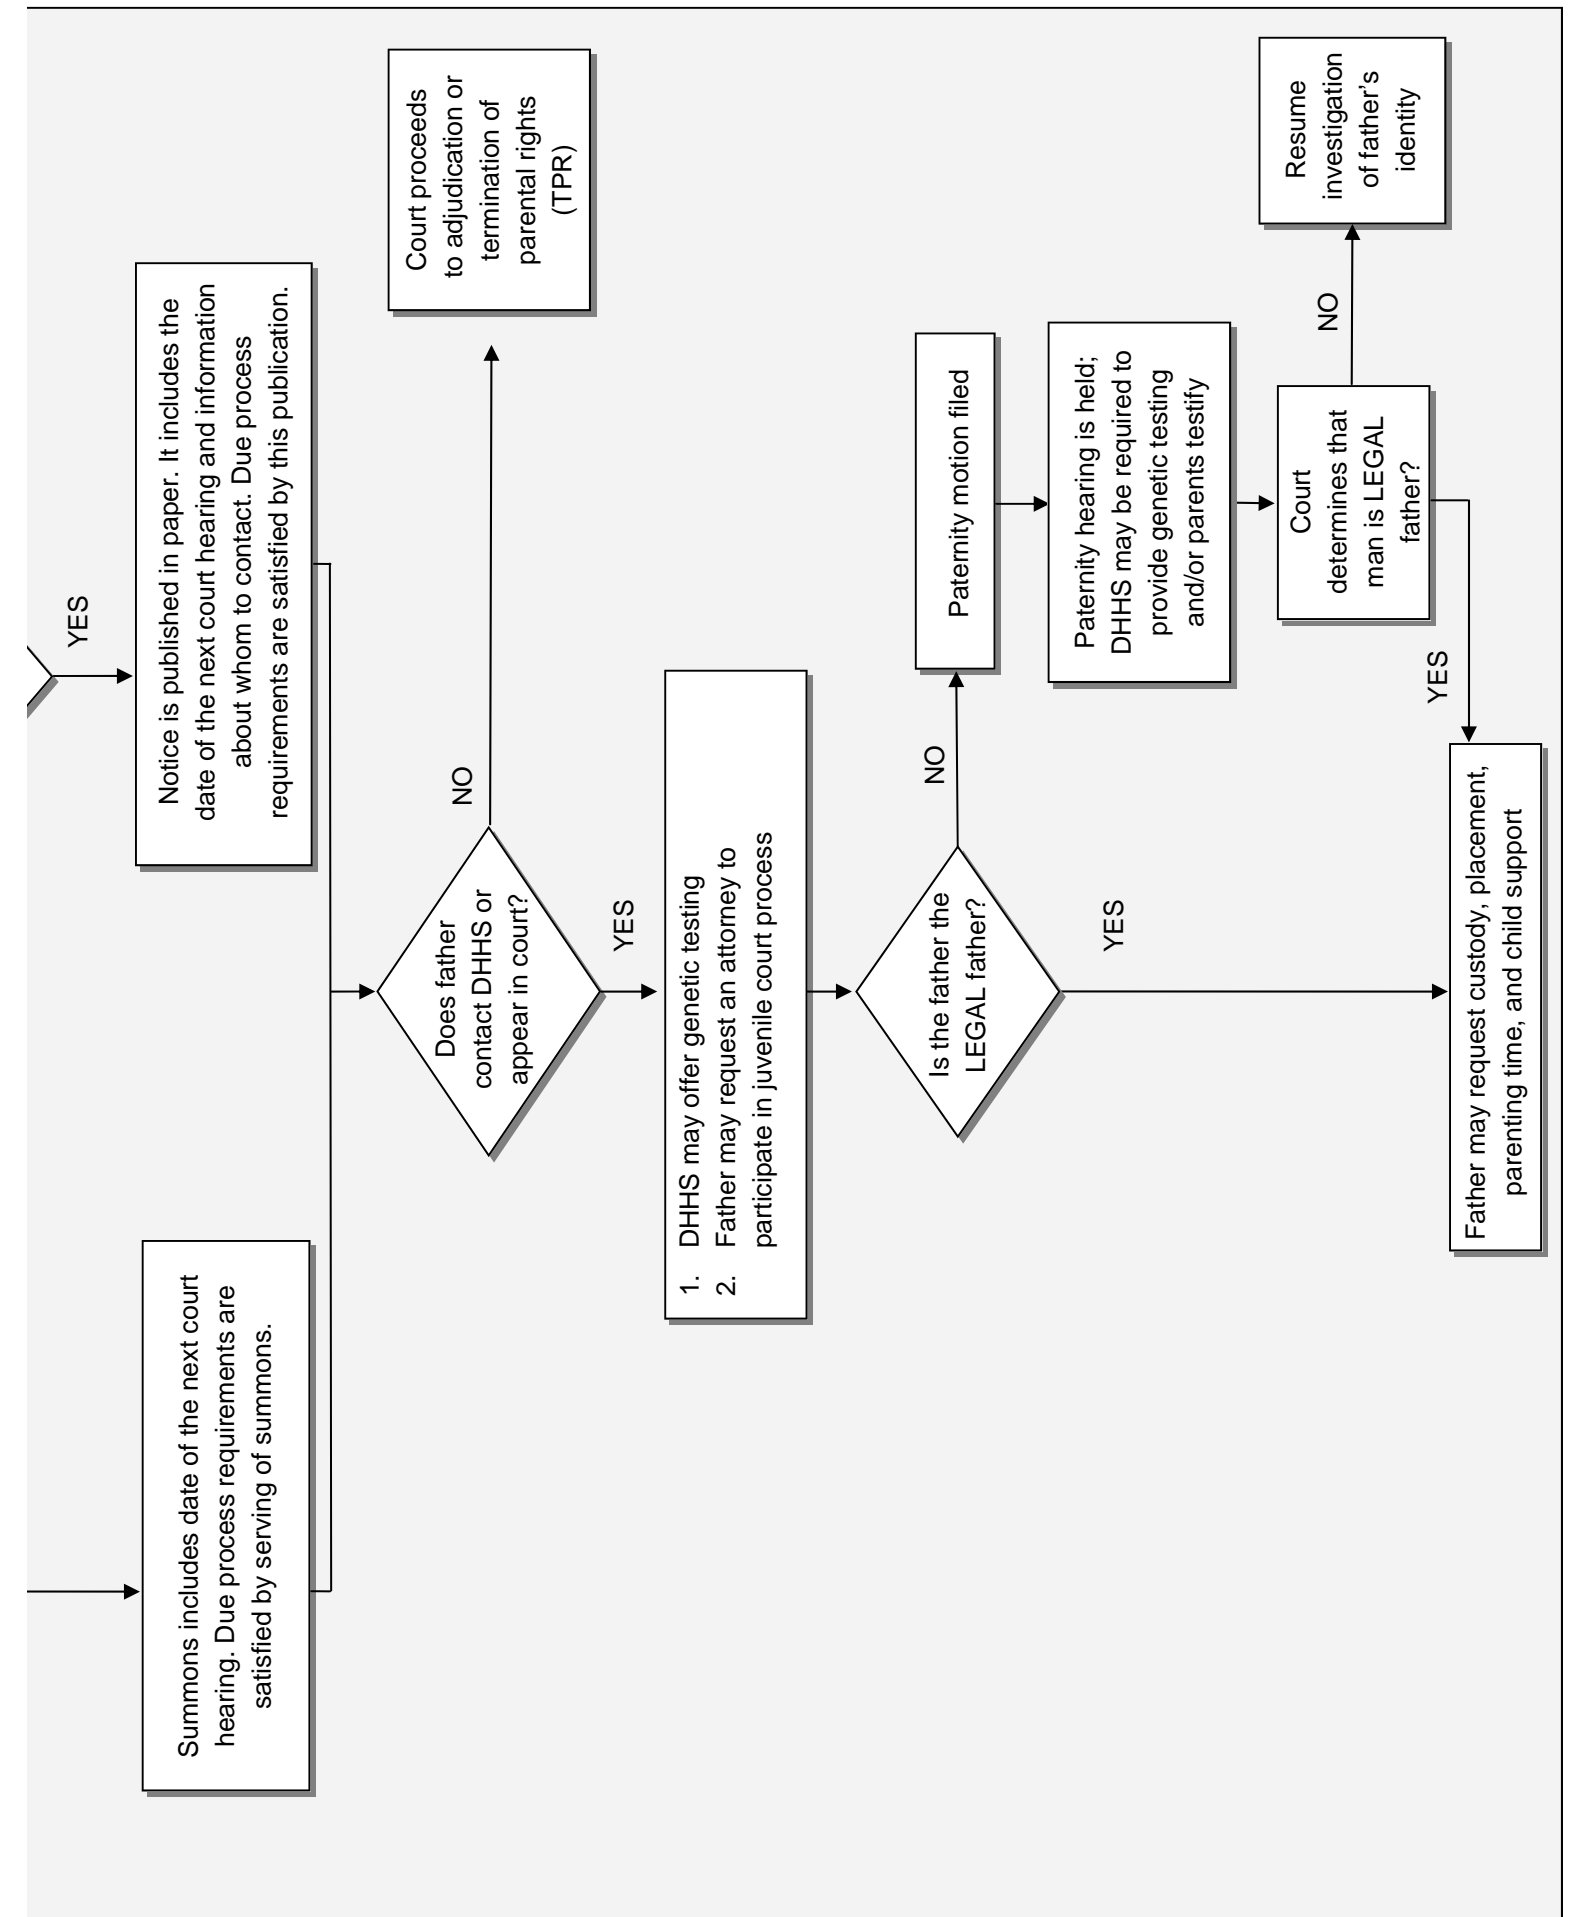 YES
Summons includes date of the next court
hearing. Due process requirements are
satisfied by serving of summons.
Notice is published in paper. It includes the
date of the next court hearing and information
about whom to contact. Due process
requirements are satisfied by this publication.
Does father
contact DHHS or
appear in court?
NO
Court proceeds
to adjudication or
termination of
parental rights
(TPR)
YES
1. DHHS may offer genetic testing
2. Father may request an attorney to
participate in juvenile court process
Is the father the
LEGAL father?
NO
Paternity motion filed
Paternity hearing is held;
DHHS may be required to
provide genetic testing
and/or parents testify
YES
Court
determines that
man is LEGAL
father?
NO
Resume
investigation
of father's
identity
YES
Father may request custody, placement,
parenting time, and child support